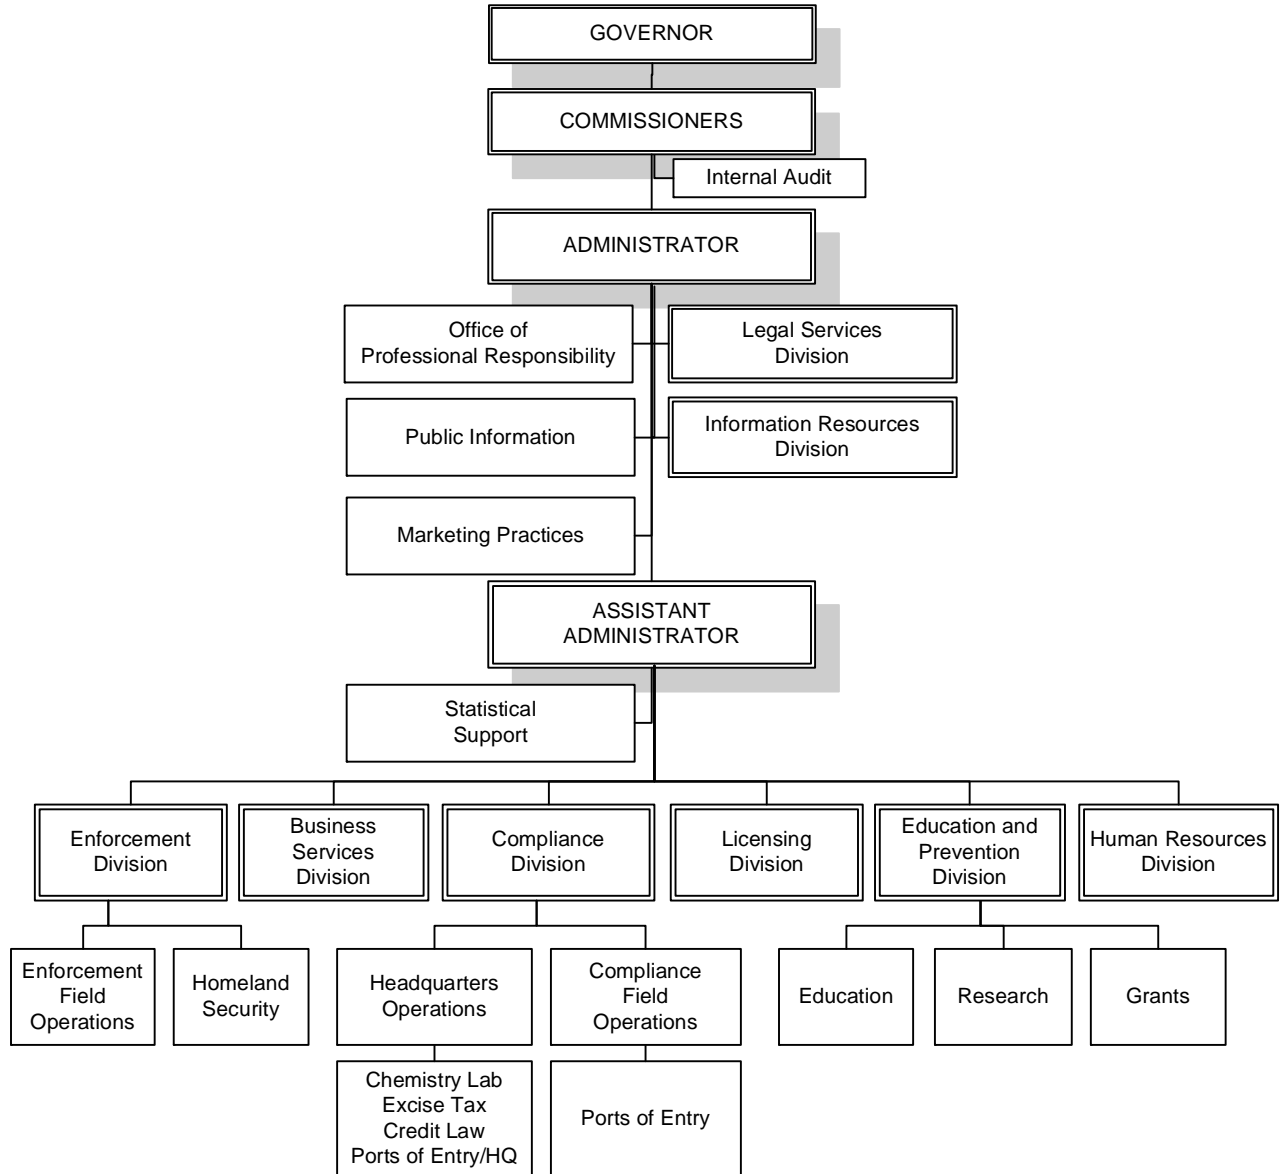 GOVERNOR
COMMISSIONERS
Internal Audit
ADMINISTRATOR
Office of
Professional Responsibility
Legal Services
Division
Public Information
Information Resources
Division
Marketing Practices
ASSISTANT
ADMINISTRATOR
Statistical
Support
Enforcement
Division
Business
Services
Division
Compliance
Division
Licensing
Division
Education and
Prevention
Division
Human Resources
Division
Enforcement
Field
Operations
Homeland
Security
Headquarters
Operations
Compliance
Field
Operations
Education
Research
Grants
Chemistry Lab
Excise Tax
Credit Law
Ports of Entry/HQ
Ports of Entry